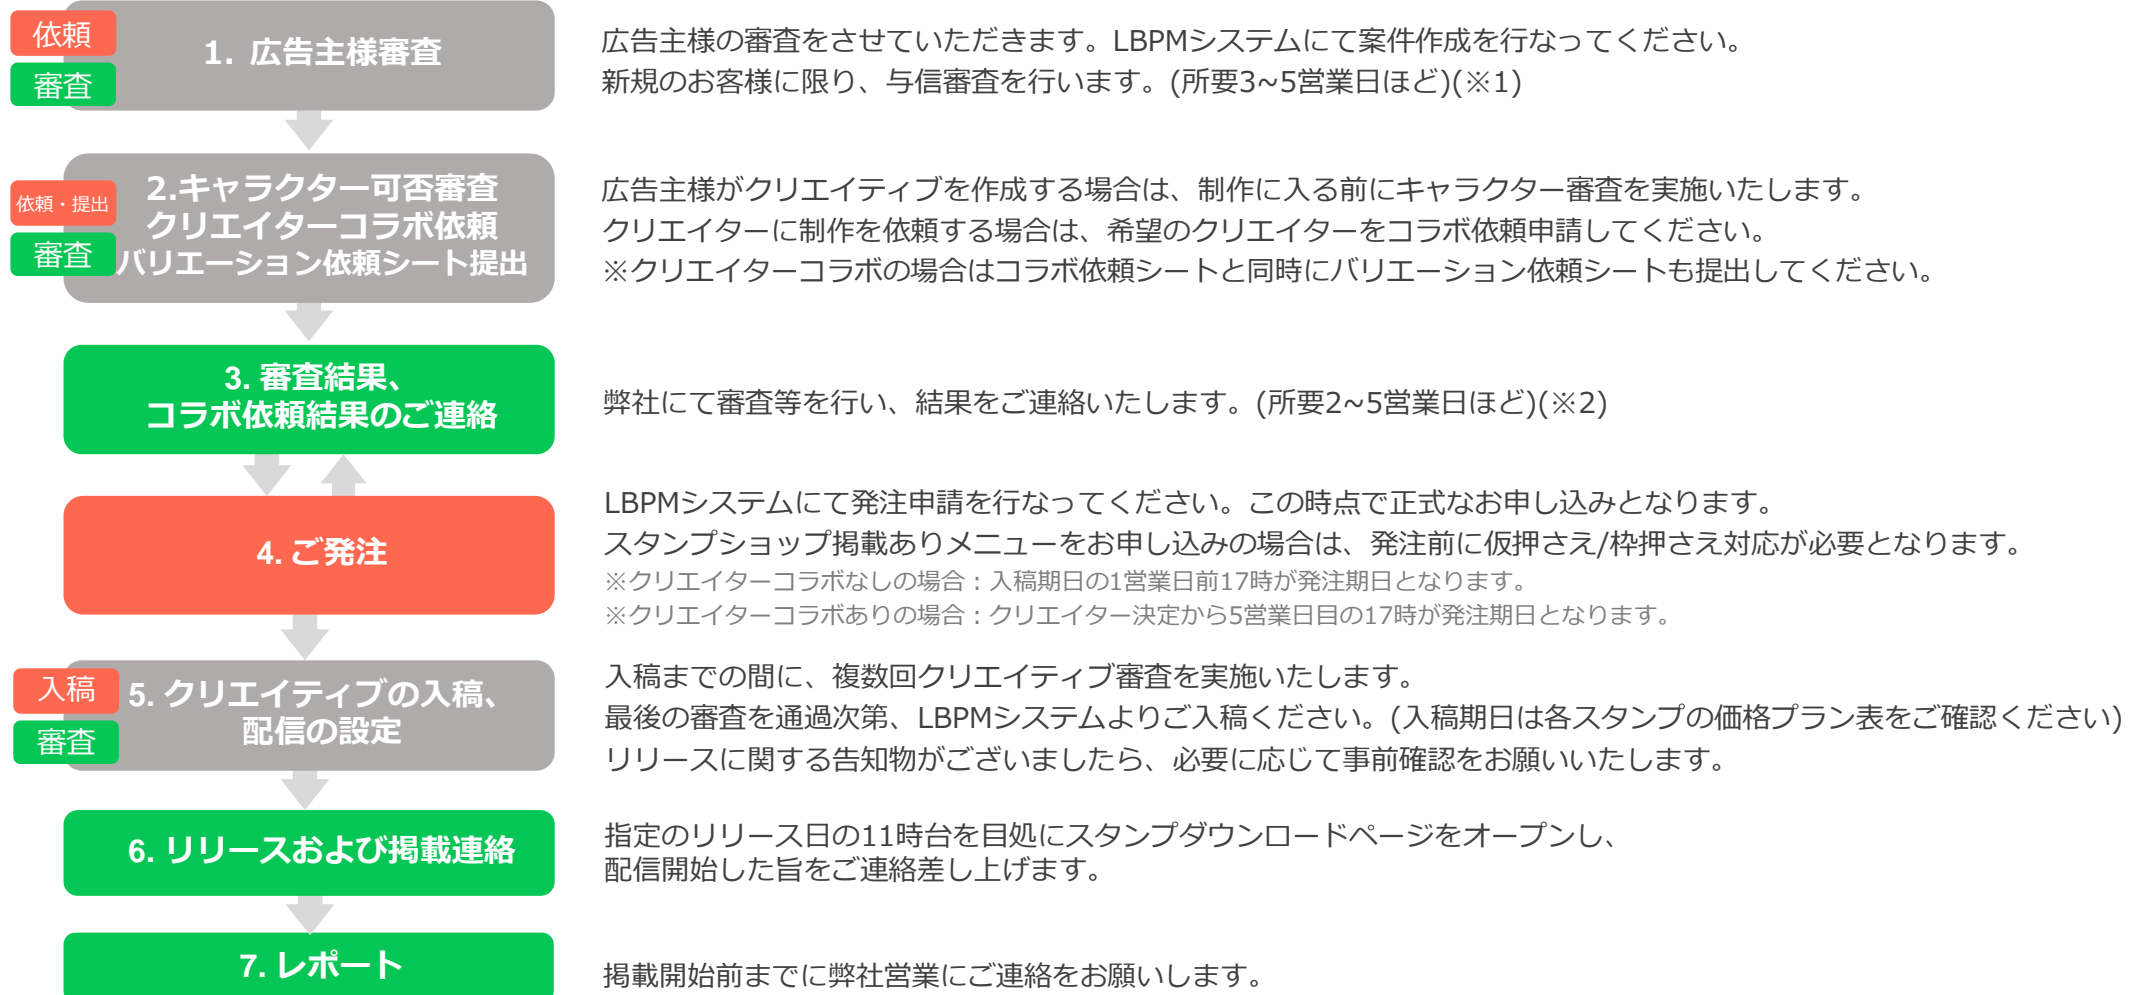 依頼
審査
1. 広告主様審査
広告主様の審査をさせていただきます。LBPMシステムにて案件作成を行なってください。
新規のお客様に限り、与信審査を行います。(所要3~5営業日ほど)(※1)
依頼・提出
審査
2.キャラクター可否審査
クリエイターコラボ依頼
バリエーション依頼シート提出
広告主様がクリエイティブを作成する場合は、制作に入る前にキャラクター審査を実施いたします。
クリエイターに制作を依頼する場合は、希望のクリエイターをコラボ依頼申請してください。
※クリエイターコラボの場合はコラボ依頼シートと同時にバリエーション依頼シートも提出してください。
3. 審査結果、
コラボ依頼結果のご連絡
弊社にて審査等を行い、結果をご連絡いたします。(所要2~5営業日ほど)(※2)
4. ご発注
LBPMシステムにて発注申請を行なってください。この時点で正式なお申し込みとなります。
スタンプショップ掲載ありメニューをお申し込みの場合は、発注前に仮押さえ/枠押さえ対応が必要となります。
※クリエイターコラボなしの場合：入稿期日の1営業日前17時が発注期日となります。
※クリエイターコラボありの場合：クリエイター決定から5営業日目の17時が発注期日となります。
入稿
審査
5. クリエイティブの入稿、
配信の設定
入稿までの間に、複数回クリエイティブ審査を実施いたします。
最後の審査を通過次第、LBPMシステムよりご入稿ください。(入稿期日は各スタンプの価格プラン表をご確認ください)
リリースに関する告知物がございましたら、必要に応じて事前確認をお願いいたします。
6. リリースおよび掲載連絡
指定のリリース日の11時台を目処にスタンプダウンロードページをオープンし、
配信開始した旨をご連絡差し上げます。
7. レポート
掲載開始前までに弊社営業にご連絡をお願いします。